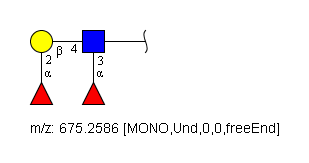 β 4
2 3
α α
m/z: 675.2586 [MONO,Und,0,0,freeEnd]